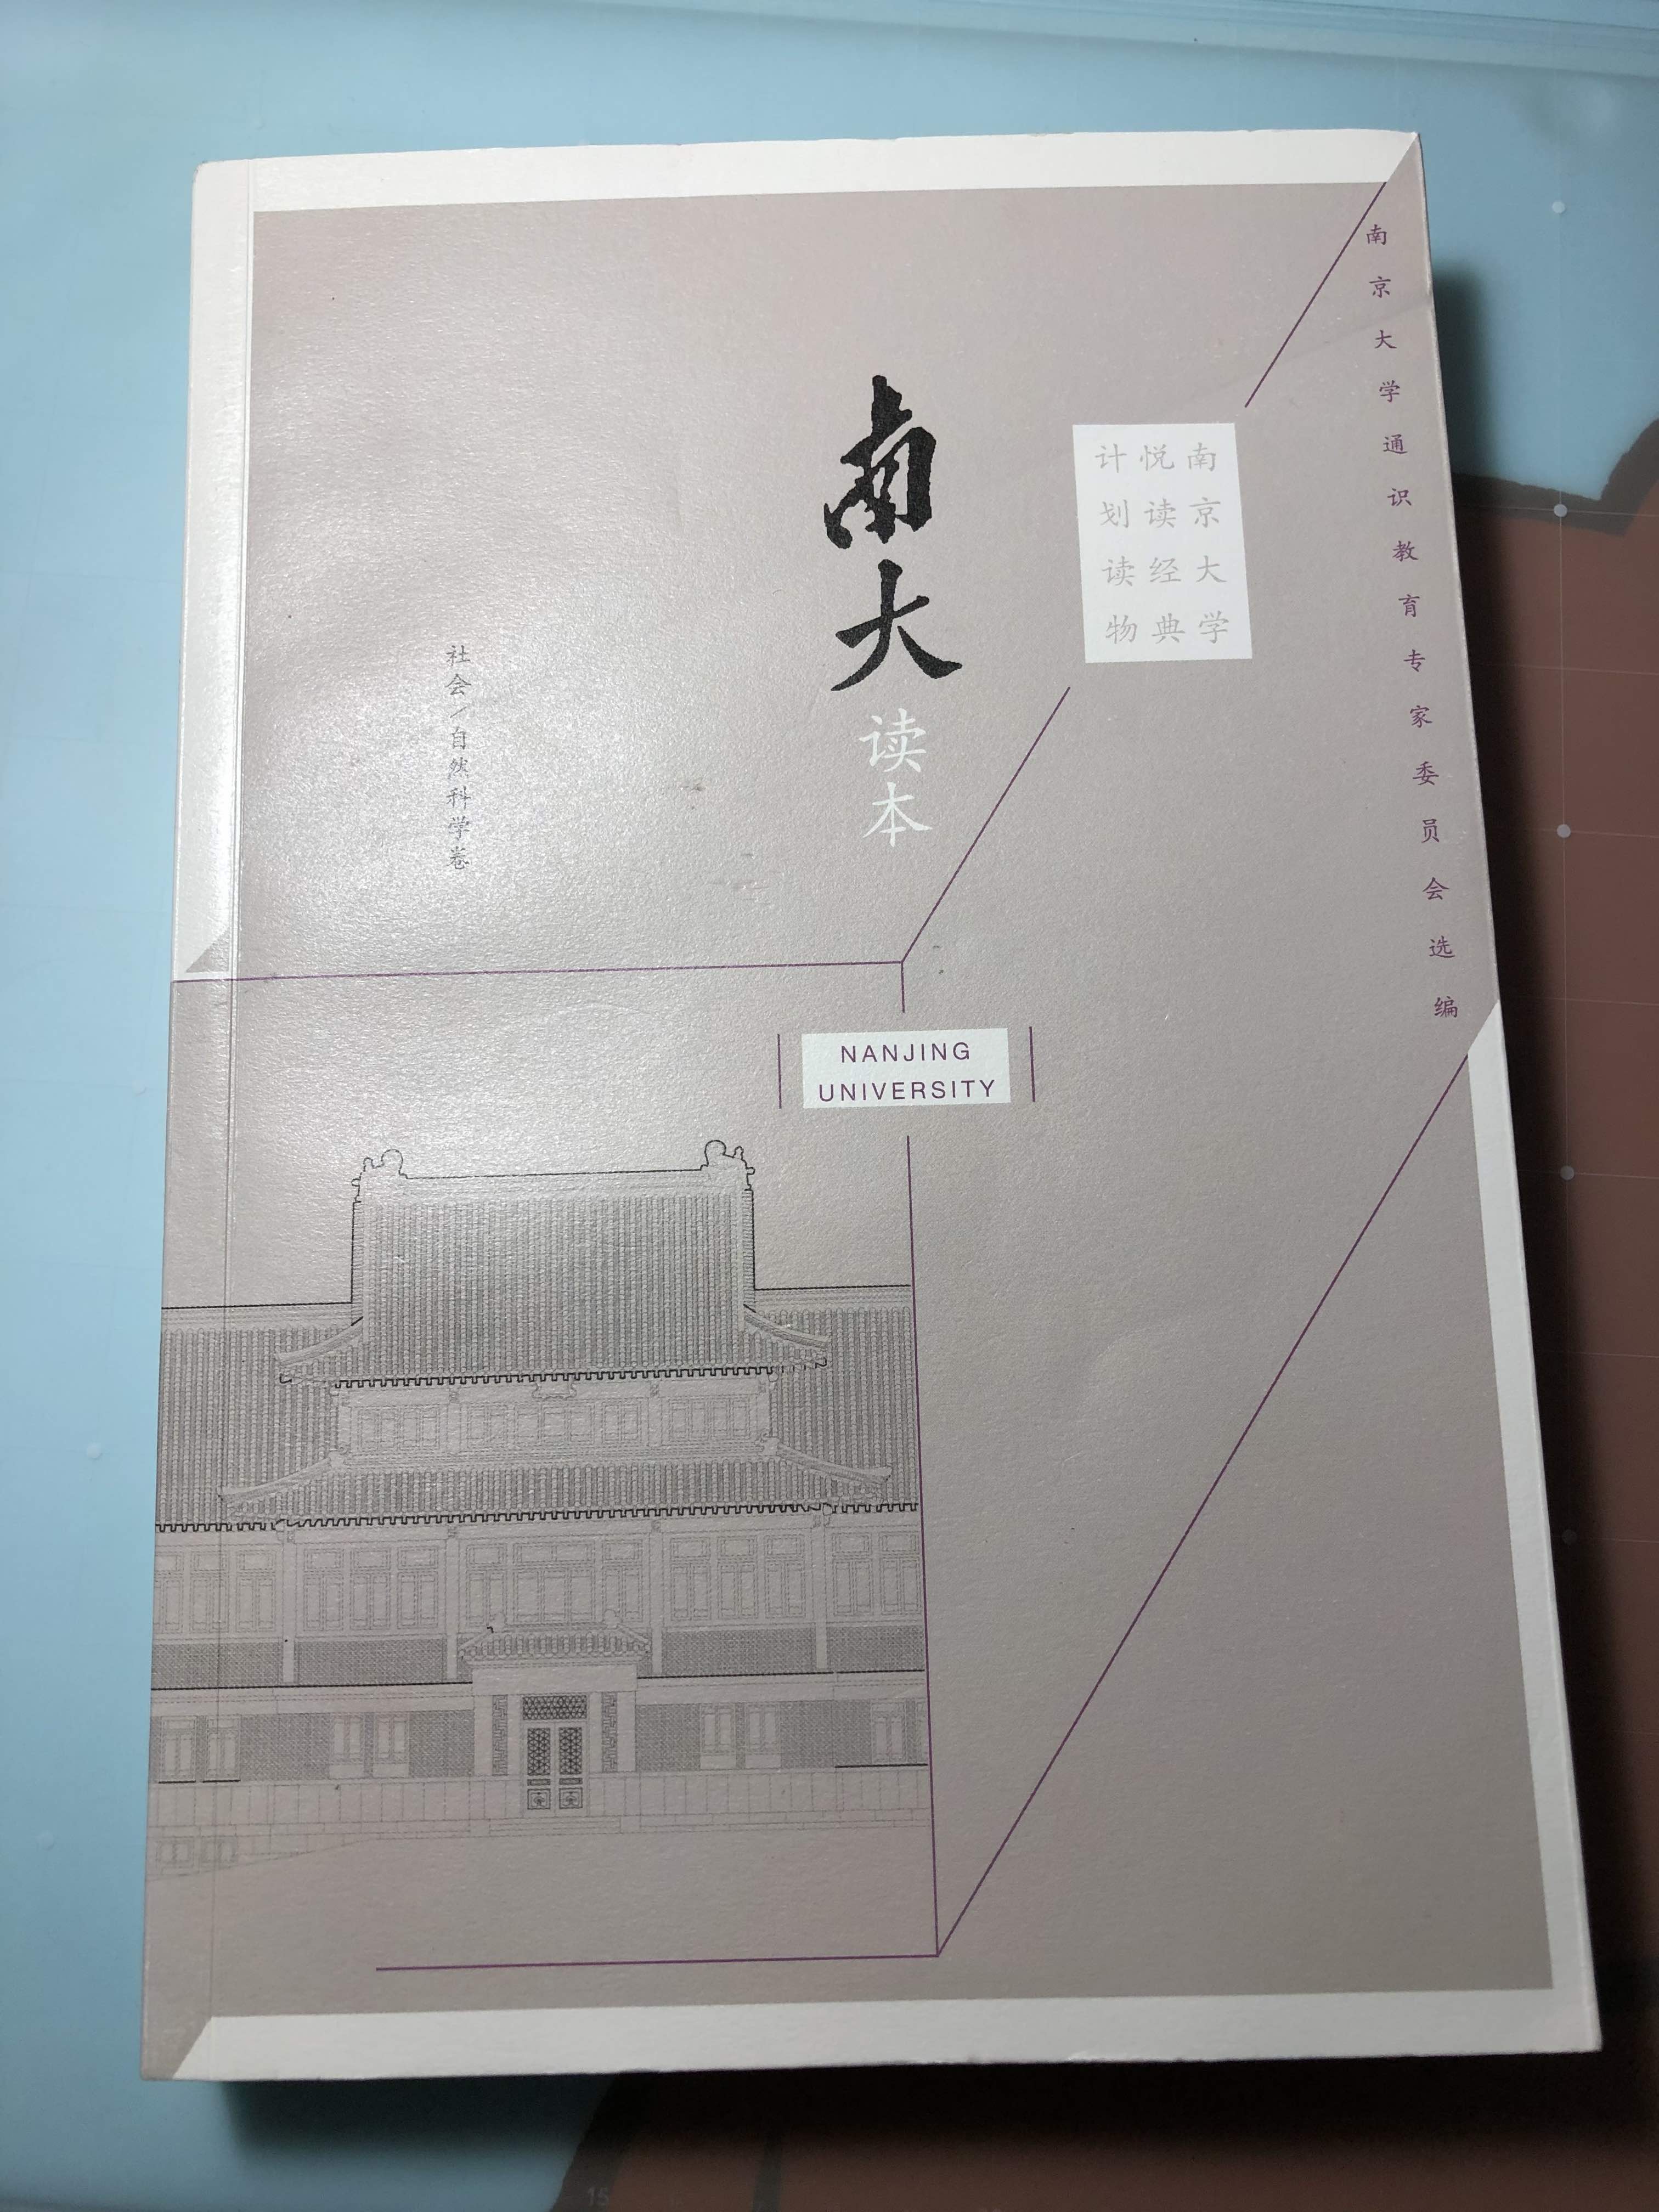 南京大学通识教育专家委员会选编
南京大学
悦读经典
计划读物
南大
读本
社会/自然科学卷
NANJING
UNIVERSITY
15